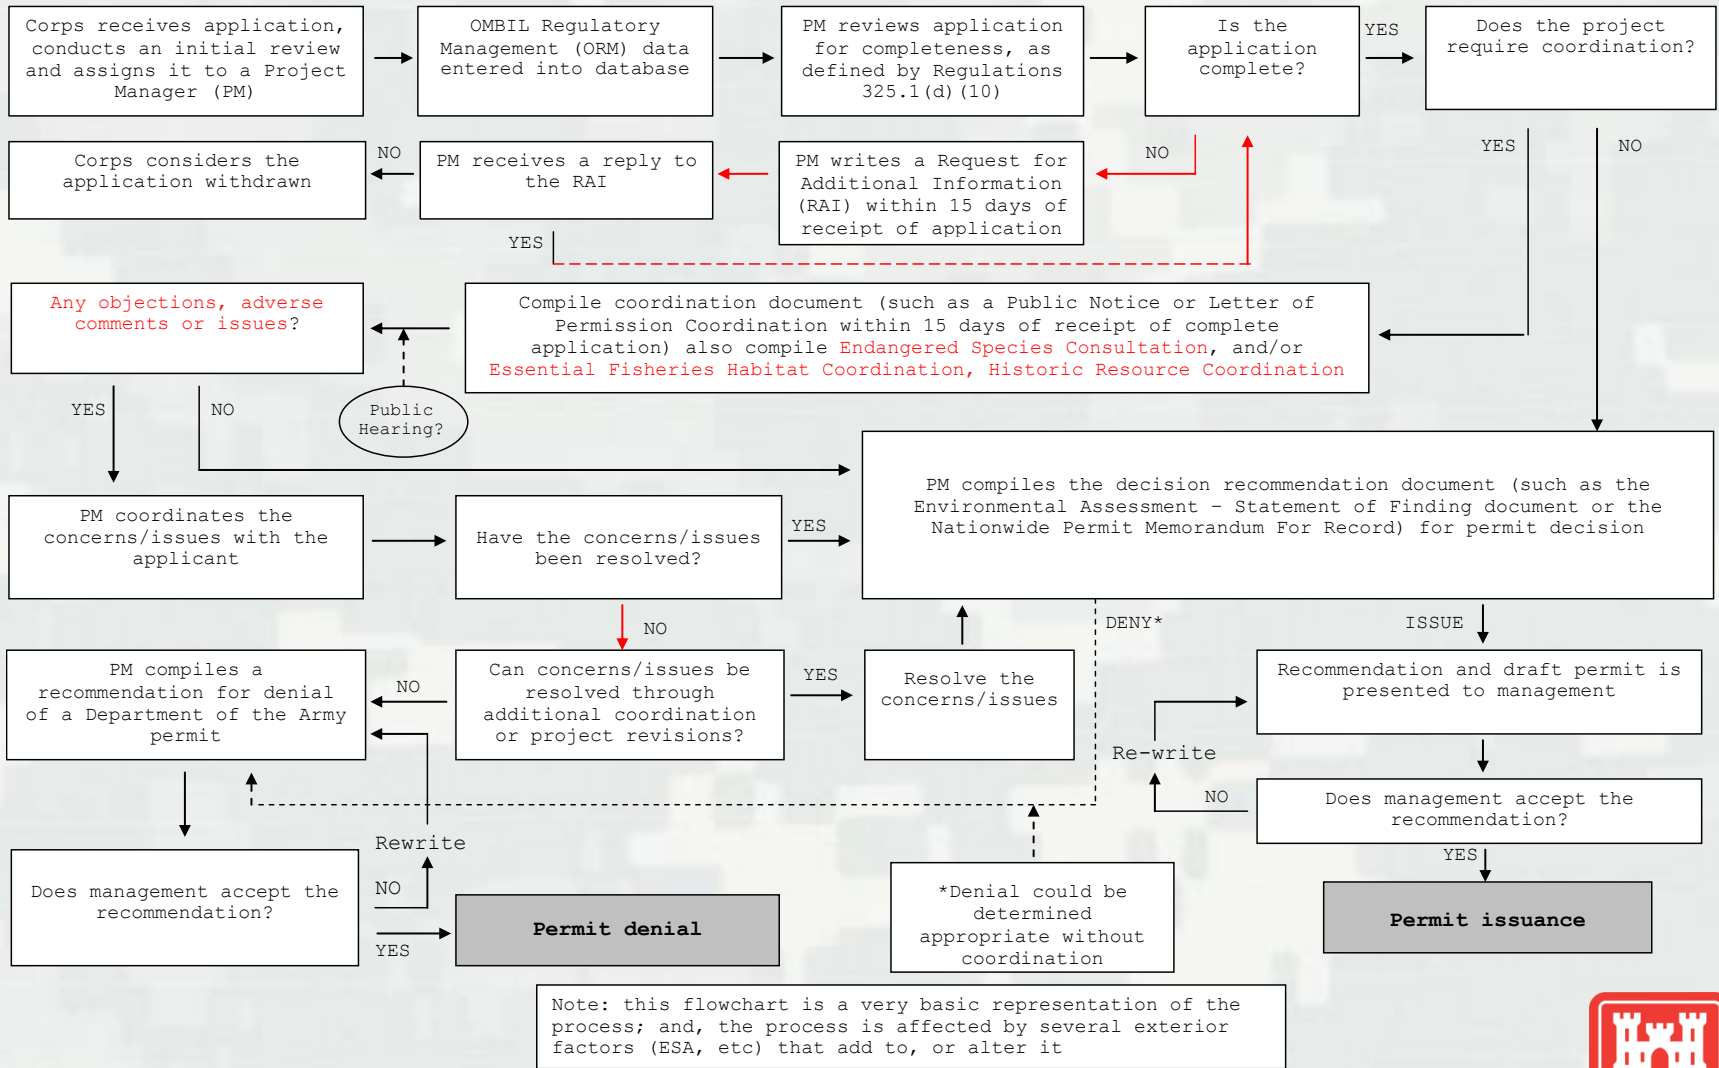 Corps receives application,
conducts an initial review
and assigns it to a Project
Manager (PM)
OMBIL Regulatory
Management (ORM) data
entered into database
PM reviews application
for completeness, as
defined by Regulations
325.1(d)(10)
Is the
application
complete?
YES
Does the project
require coordination?
Corps considers the
application withdrawn
NO
PM receives a reply to
the RAI
PM writes a Request for
Additional Information
(RAI) within 15 days of
receipt of application
NO
YES
NO
YES
Any objections, adverse
comments or issues?
Compile coordination document (such as a Public Notice or Letter of
Permission Coordination within 15 days of receipt of complete
application) also compile Endangered Species Consultation, and/or
Essential Fisheries Habitat Coordination, Historic Resource Coordination
YES
NO
Public
Hearing?
PM coordinates the
concerns/issues with the
applicant
Have the concerns/issues
been resolved?
YES
PM compiles the decision recommendation document (such as the
Environmental Assessment – Statement of Finding document or the
Nationwide Permit Memorandum For Record) for permit decision
NO
DENY*
ISSUE
PM compiles a
recommendation for denial
of a Department of the Army
permit
NO
Can concerns/issues be
resolved through
additional coordination
or project revisions?
YES
Resolve the
concerns/issues
Recommendation and draft permit is
presented to management
Re-write
NO
Does management accept the
recommendation?
Rewrite
YES
Does management accept the
recommendation?
NO
YES
Permit denial
*Denial could be
determined
appropriate without
coordination
Permit issuance
Note: this flowchart is a very basic representation of the
process; and, the process is affected by several exterior
factors (ESA, etc) that add to, or alter it